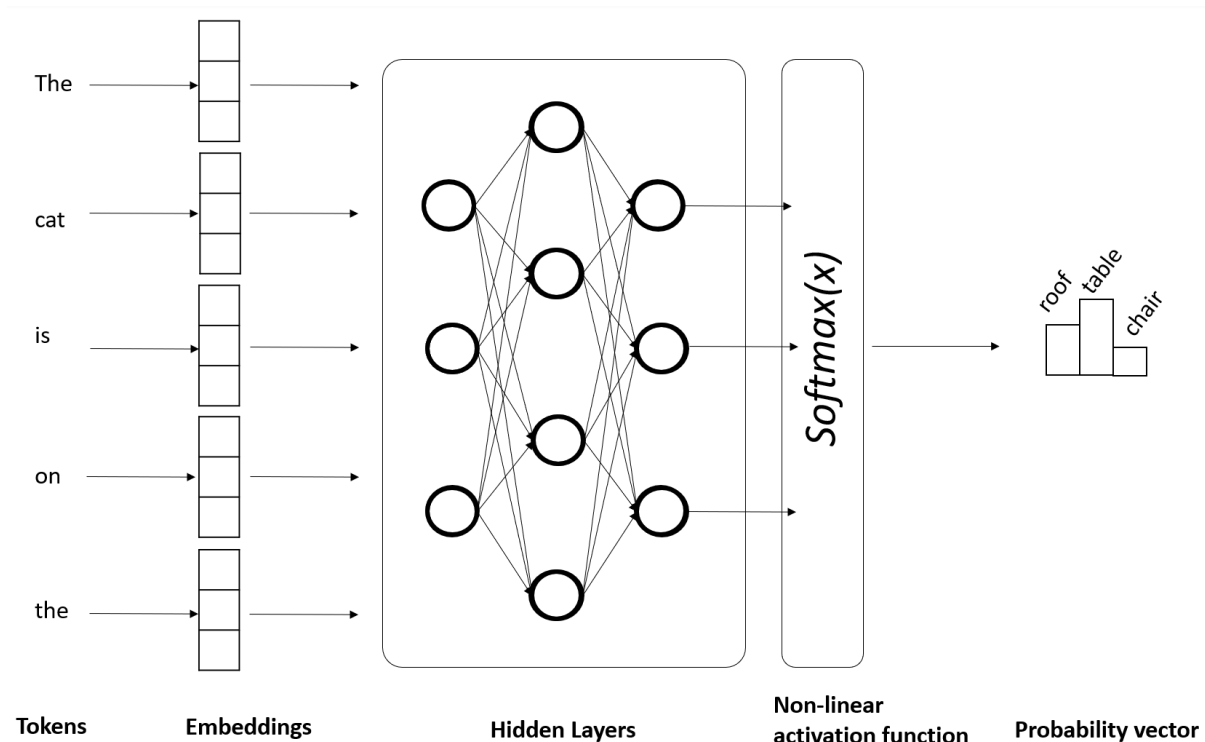 The
cat
is
on
the
Softmax(x)
roof
table
chair
Tokens
Embeddings
Hidden Layers
Non-linear
activation function
Probability vector